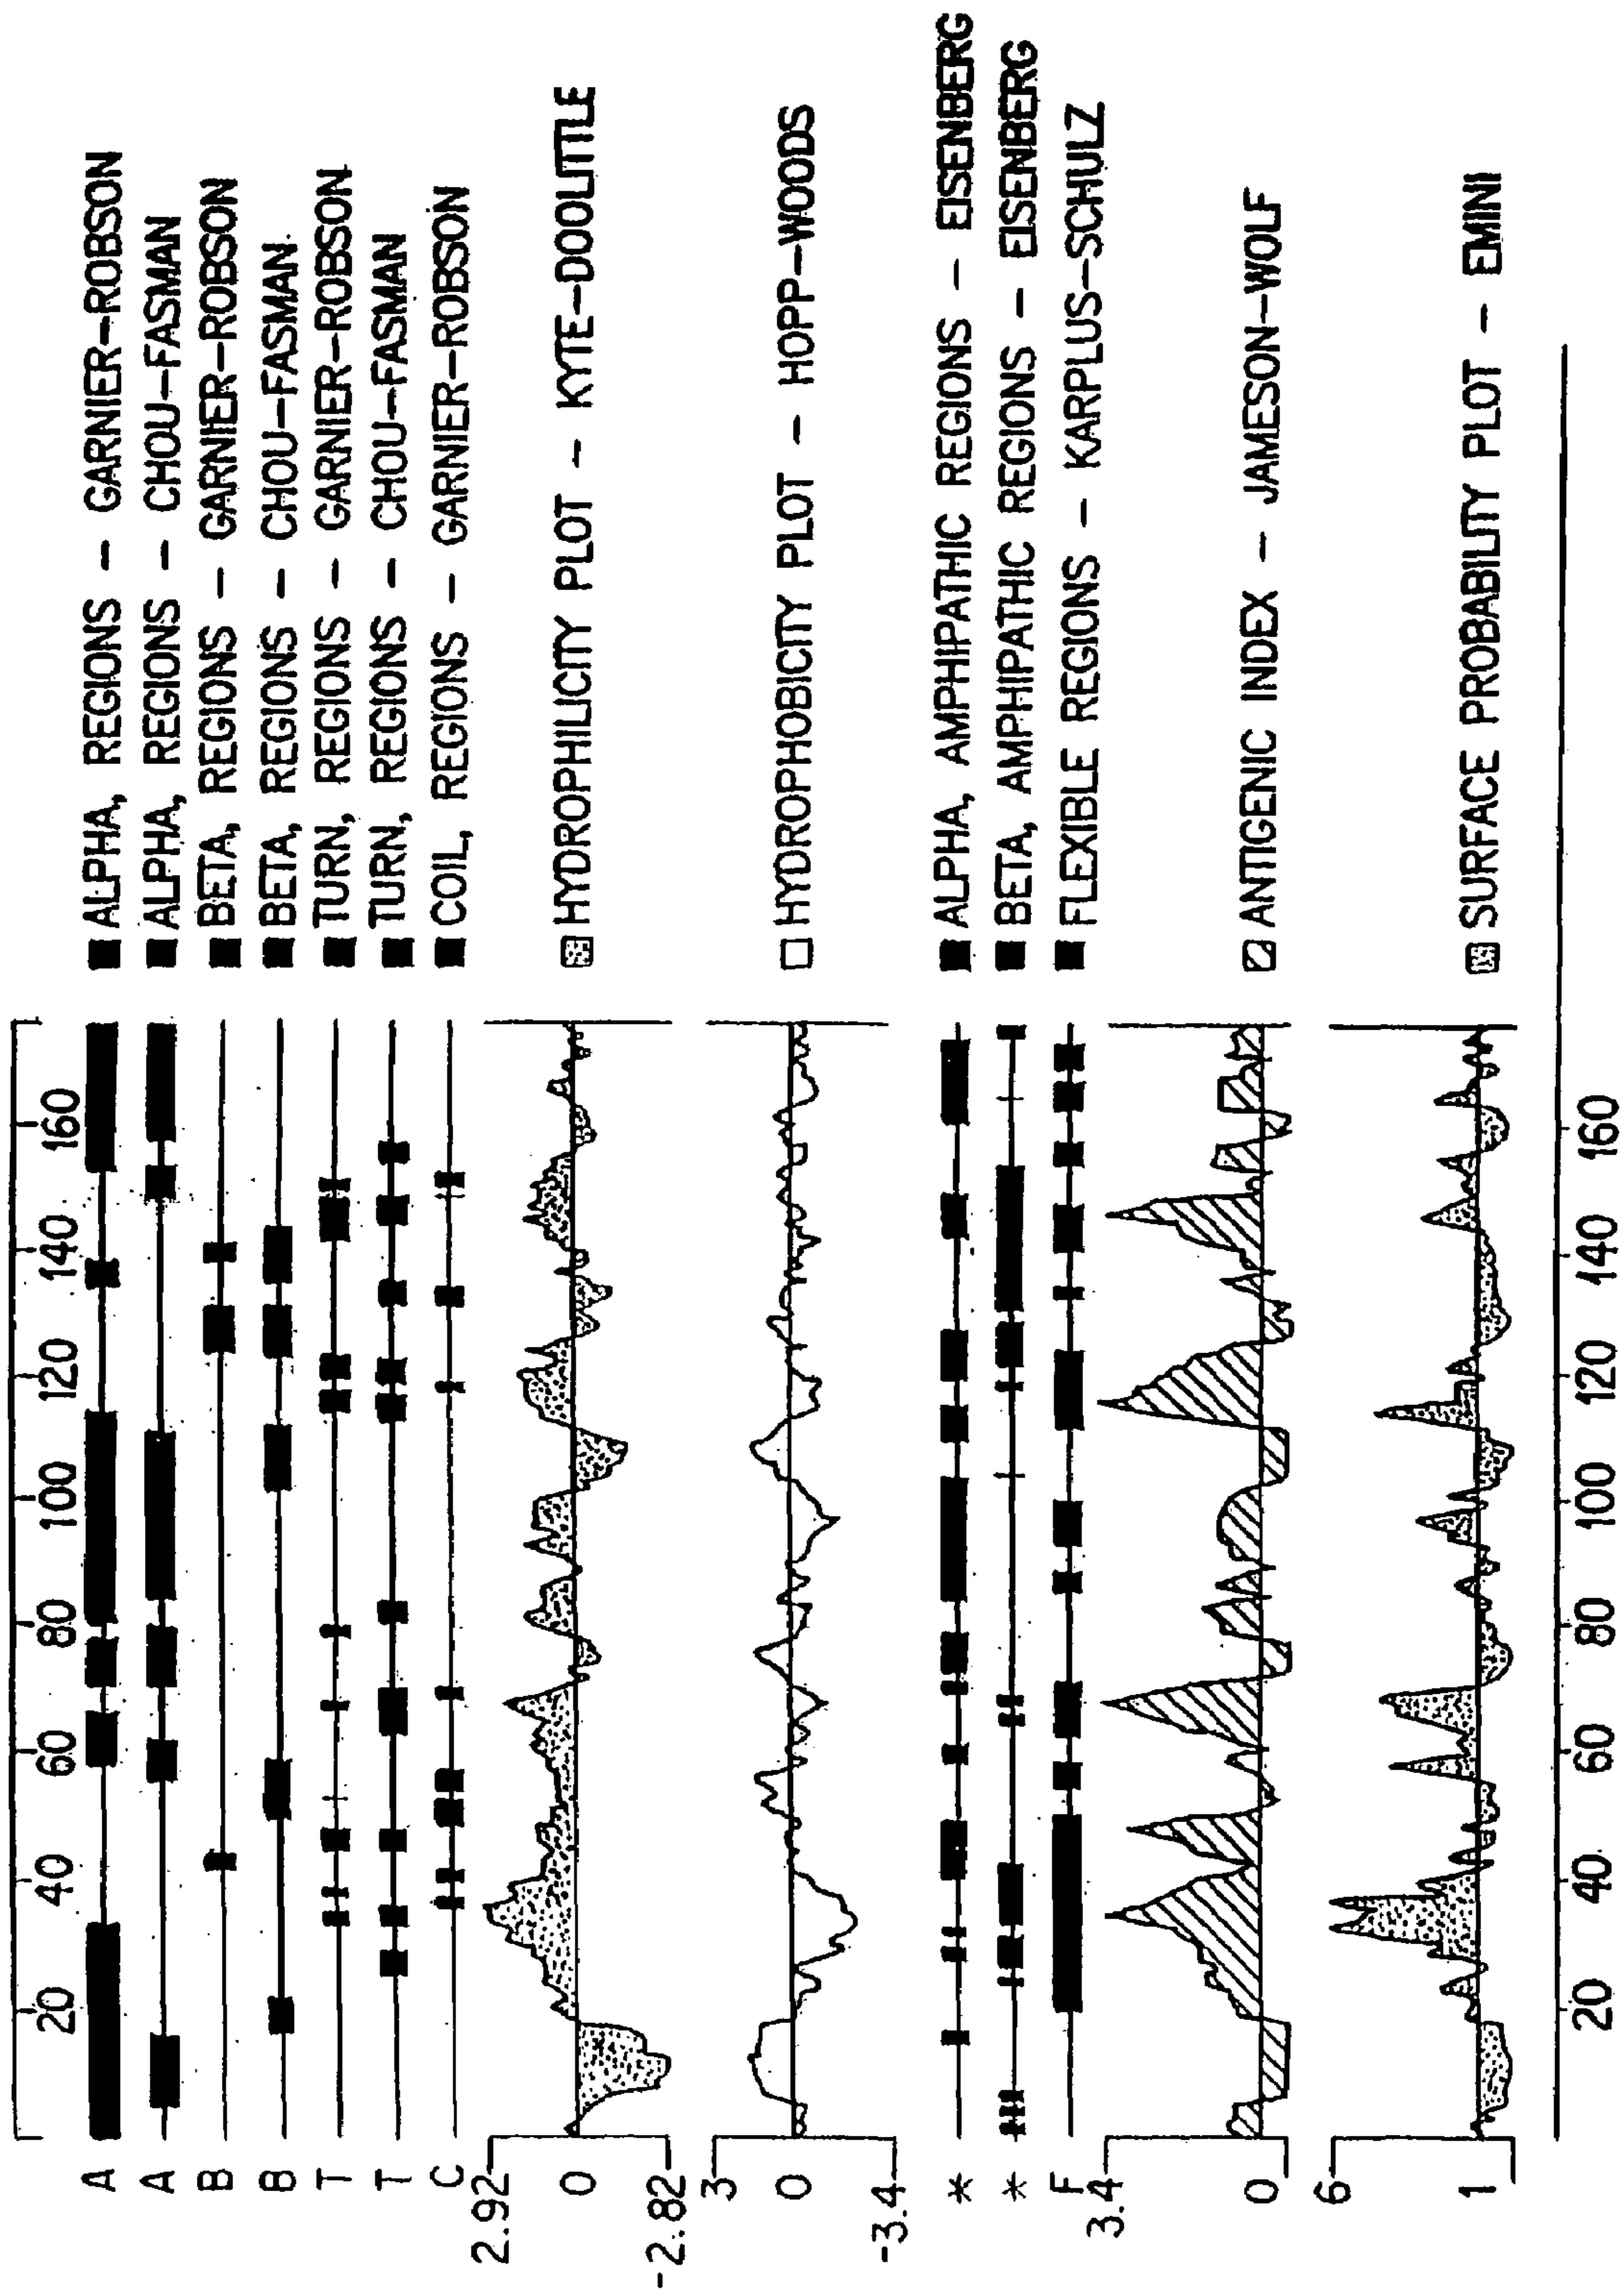 20 40 60 80 100 120 140 160
A ALPHA, REGIONS – GARNIER–ROBSON
A ALPHA, REGIONS – CHOU–FASMAN
B BETA, REGIONS – GARNIER–ROBSON
B BETA, REGIONS – CHOU–FASMAN
T TURN, REGIONS – GARNIER–ROBSON
T TURN, REGIONS – CHOU–FASMAN
C COIL, REGIONS – GARNIER–ROBSON
2.92
0 HYDROPHILICITY PLOT – KYTE–DOOLITTLE
-2.82
3
0 HYDROPHOBICITY PLOT – HOPP–WOODS
-3.4
* ALPHA, AMPHIPATHIC REGIONS – EISENBERG
* BETA, AMPHIPATHIC REGIONS – EISENBERG
F FLEXIBLE REGIONS – KARPLUS–SCHULZ
3.4
0 ANTIGENIC INDEX – JAMESON–WOLF
6
1 SURFACE PROBABILITY PLOT – EMINI
20 40 60 80 100 120 140 160